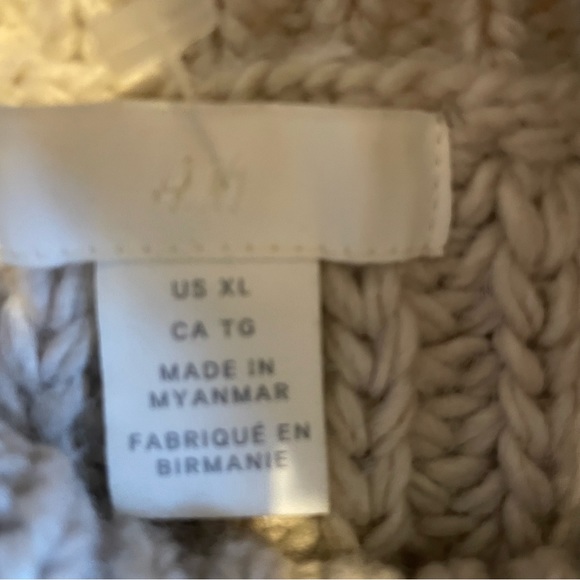 US XL
CA TG
MADE IN
MYANMAR
FABRIQUÉ EN
BIRMANIE